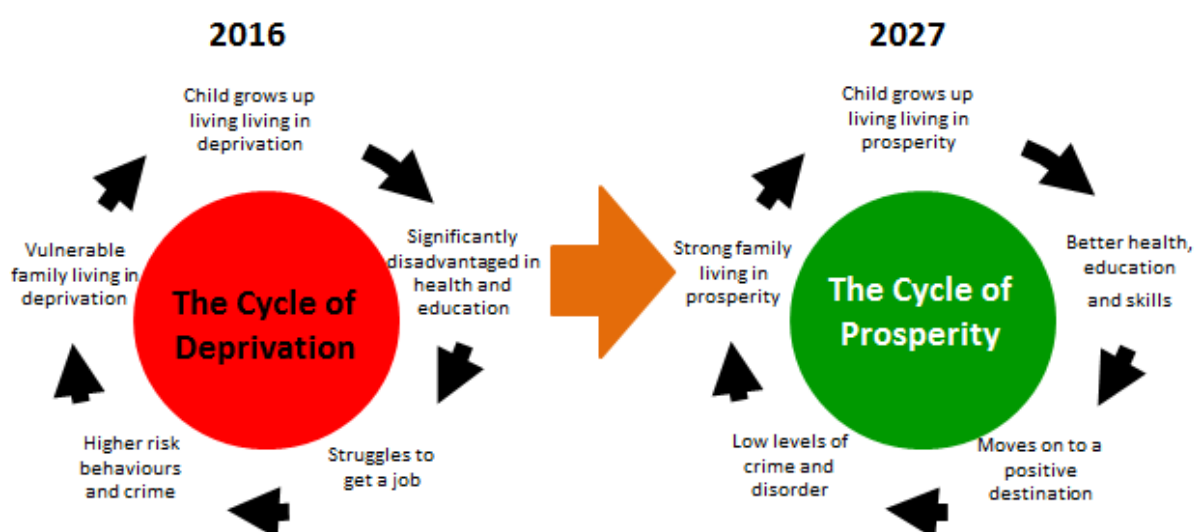 2016
Child grows up
living living in
deprivation
Significantly
disadvantaged in
health and
education
Struggles to
get a job
Higher risk
behaviours
and crime
Vulnerable
family living in
deprivation
The Cycle of
Deprivation
2027
Child grows up
living living in
prosperity
Better health,
education
and skills
Moves on to a
positive
destination
Low levels of
crime and
disorder
Strong family
living in
prosperity
The Cycle of
Prosperity